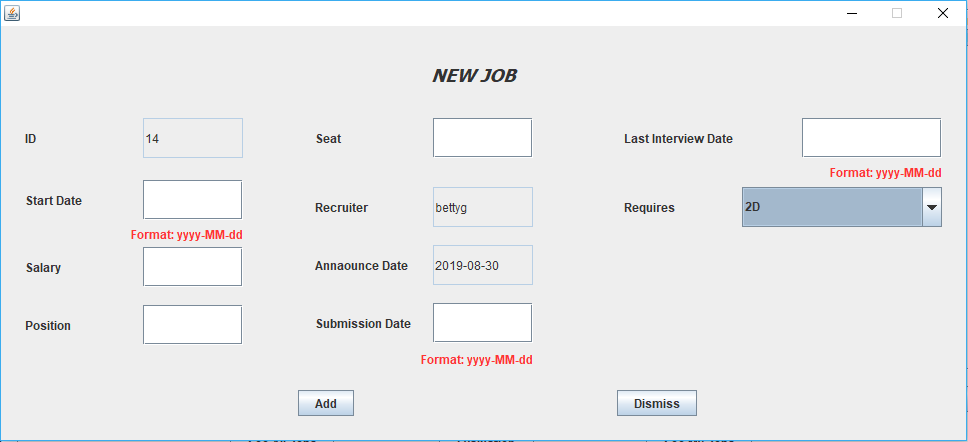 NEW JOB
ID 14 Seat Last Interview Date
Format: yyyy-MM-dd
Start Date Recruiter bettyg Requires 2D
Format: yyyy-MM-dd
Salary Annaounce Date 2019-08-30
Position Submission Date
Format: yyyy-MM-dd
Add Dismiss